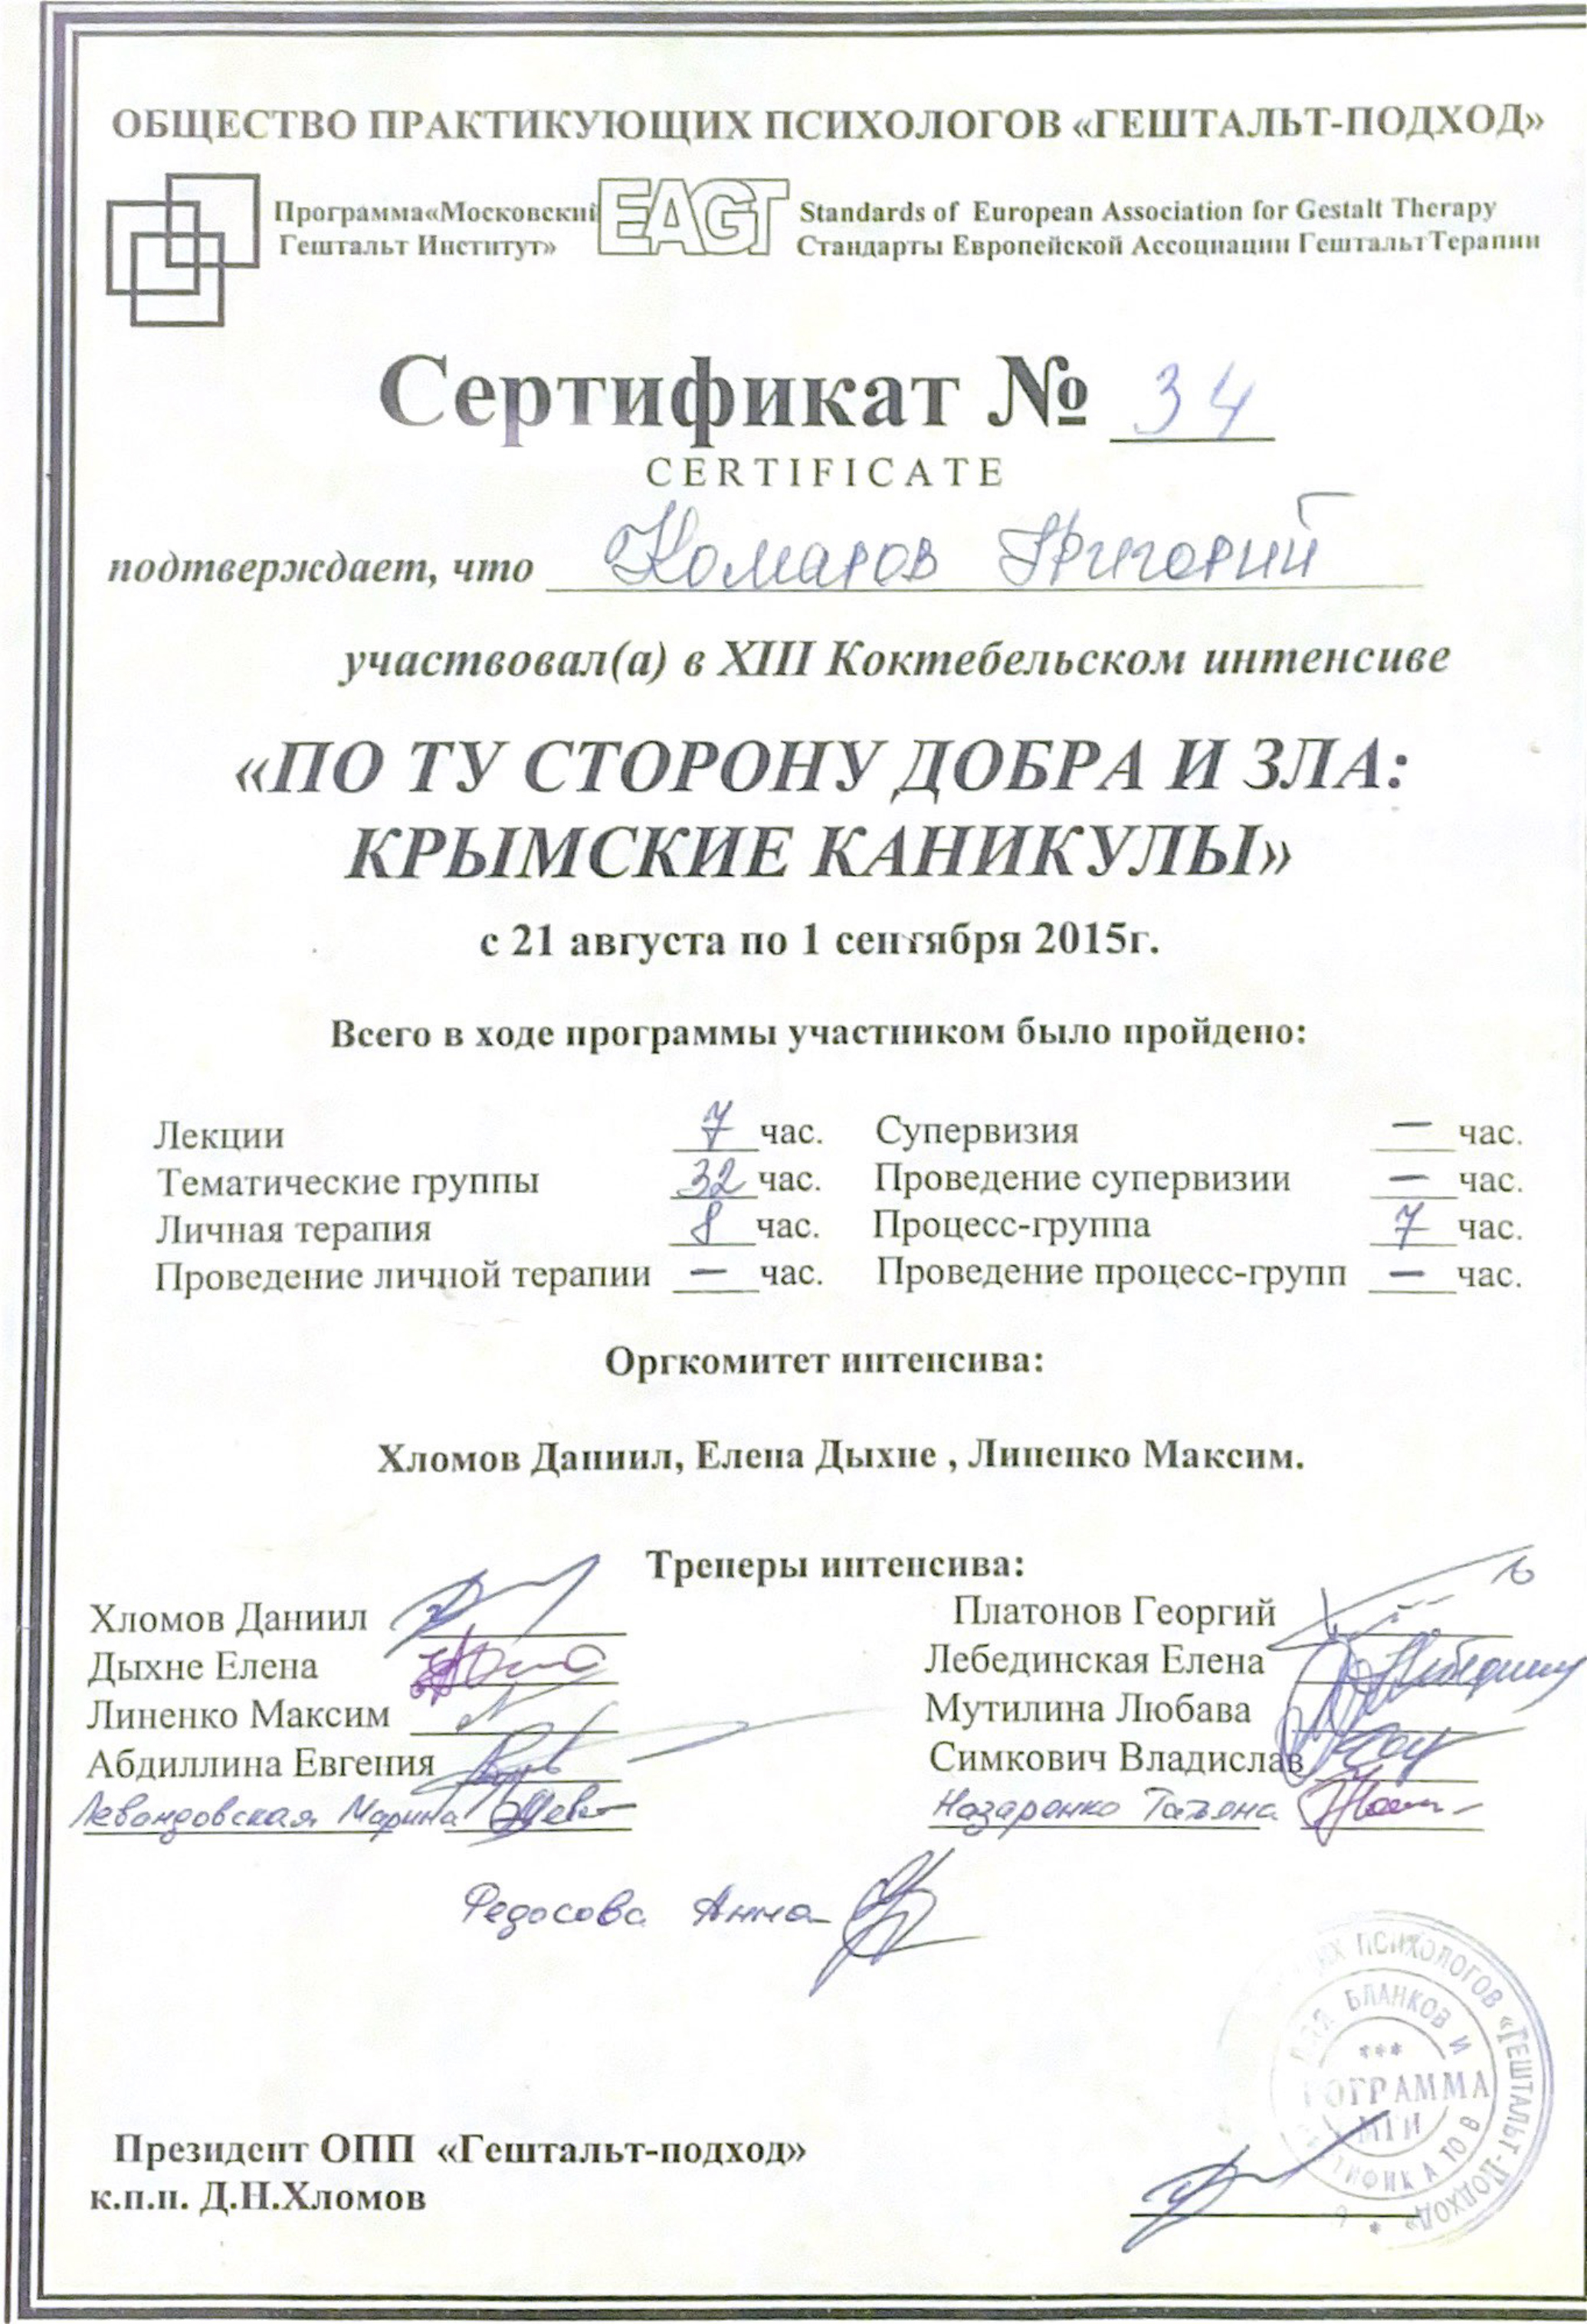 ОБЩЕСТВО ПРАКТИКУЮЩИХ ПСИХОЛОГОВ «ГЕШТАЛЬТ-ПОДХОД»
Программа«Московский
Гештальт Институт»
EAGT
Standards of European Association for Gestalt Therapy
Стандарты Европейской Ассоциации ГештальтТерапии
Сертификат № 34
CERTIFICATE
подтверждает, что Комаров Григорий
участвовал(а) в XIII Коктебельском интенсиве
«ПО ТУ СТОРОНУ ДОБРА И ЗЛА:
КРЫМСКИЕ КАНИКУЛЫ»
с 21 августа по 1 сентября 2015г.
Всего в ходе программы участником было пройдено:
Лекции 7 час. Супервизия — час.
Тематические группы 32 час. Проведение супервизии — час.
Личная терапия 8 час. Процесс-группа 7 час.
Проведение личной терапии — час. Проведение процесс-групп — час.
Оргкомитет интенсива:
Хломов Даниил, Елена Дыхне , Линенко Максим.
Тренеры интенсива:
Хломов Даниил Платонов Георгий
Дыхне Елена Лебединская Елена
Линенко Максим Мутилина Любава
Абдиллина Евгения Симкович Владислав
Левандовская Марина Назаренко Татьяна
Федосова Анна
ПСИХОЛОГОВ «ГЕШТАЛЬТ-ПОДХОД» *
БЛАНКОВ И
***
МГИ
Президент ОПП «Гештальт-подход»
к.п.н. Д.Н.Хломов